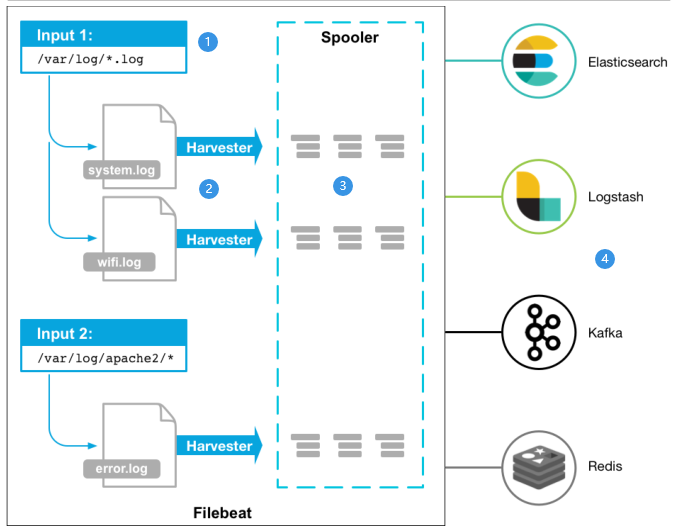 Input 1:
1
/var/log/*.log
Spooler
Elasticsearch
Harvester
system.log
2
3
Logstash
Harvester
wifi.log
4
Input 2:
/var/log/apache2/*
Kafka
Harvester
error.log
Redis
Filebeat